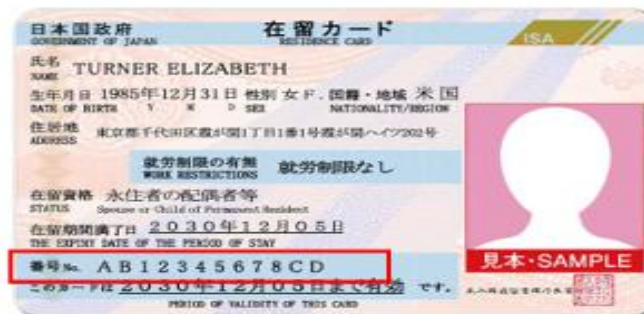 日本国政府 在留カード ISA
GOVERNMENT OF JAPAN RESIDENCE CARD
氏名 TURNER ELIZABETH
NAME
生年月日 1985年12月31日 性別 女 F. 国籍・地域 米国
DATE OF BIRTH Y M D SEX NATIONALITY/REGION
住居地 東京都千代田区霞が関1丁目1番1号霞が関ハイツ202号
ADDRESS
就労制限の有無 就労制限なし
WORK RESTRICTIONS
在留資格 永住者の配偶者等
STATUS Spouse or Child of Permanent Resident
在留期間満了日 2030年12月05日
THE EXPIRY DATE OF THE PERIOD OF STAY
番号 No. AB12345678CD
見本・SAMPLE
このカードは 2030年12月05日まで有効 です。
PERIOD OF VALIDITY OF THIS CARD